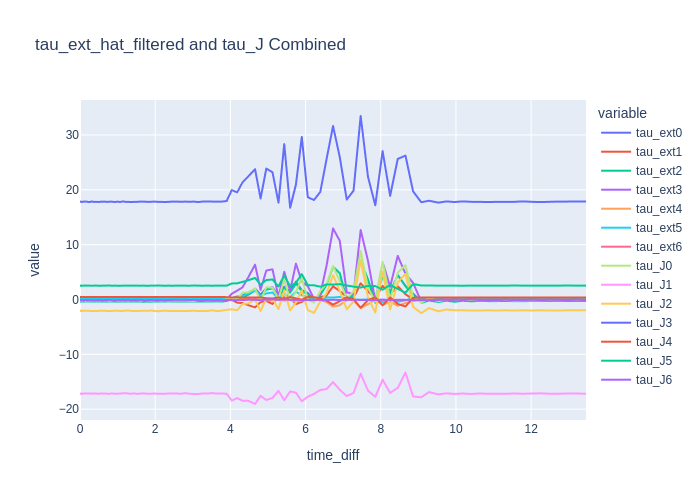 tau_ext_hat_filtered and tau_J Combined
variable
tau_ext0
tau_ext1
tau_ext2
tau_ext3
tau_ext4
tau_ext5
tau_ext6
tau_J0
tau_J1
tau_J2
tau_J3
tau_J4
tau_J5
tau_J6
value
30
20
10
0
−10
−20
0 2 4 6 8 10 12
time_diff